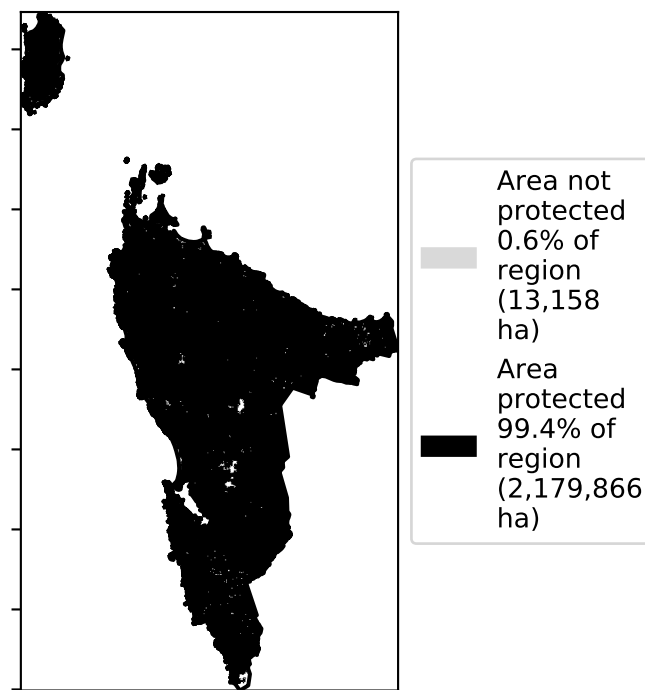 Area not
protected
0.6% of
region
(13,158
ha)
Area
protected
99.4% of
region
(2,179,866
ha)